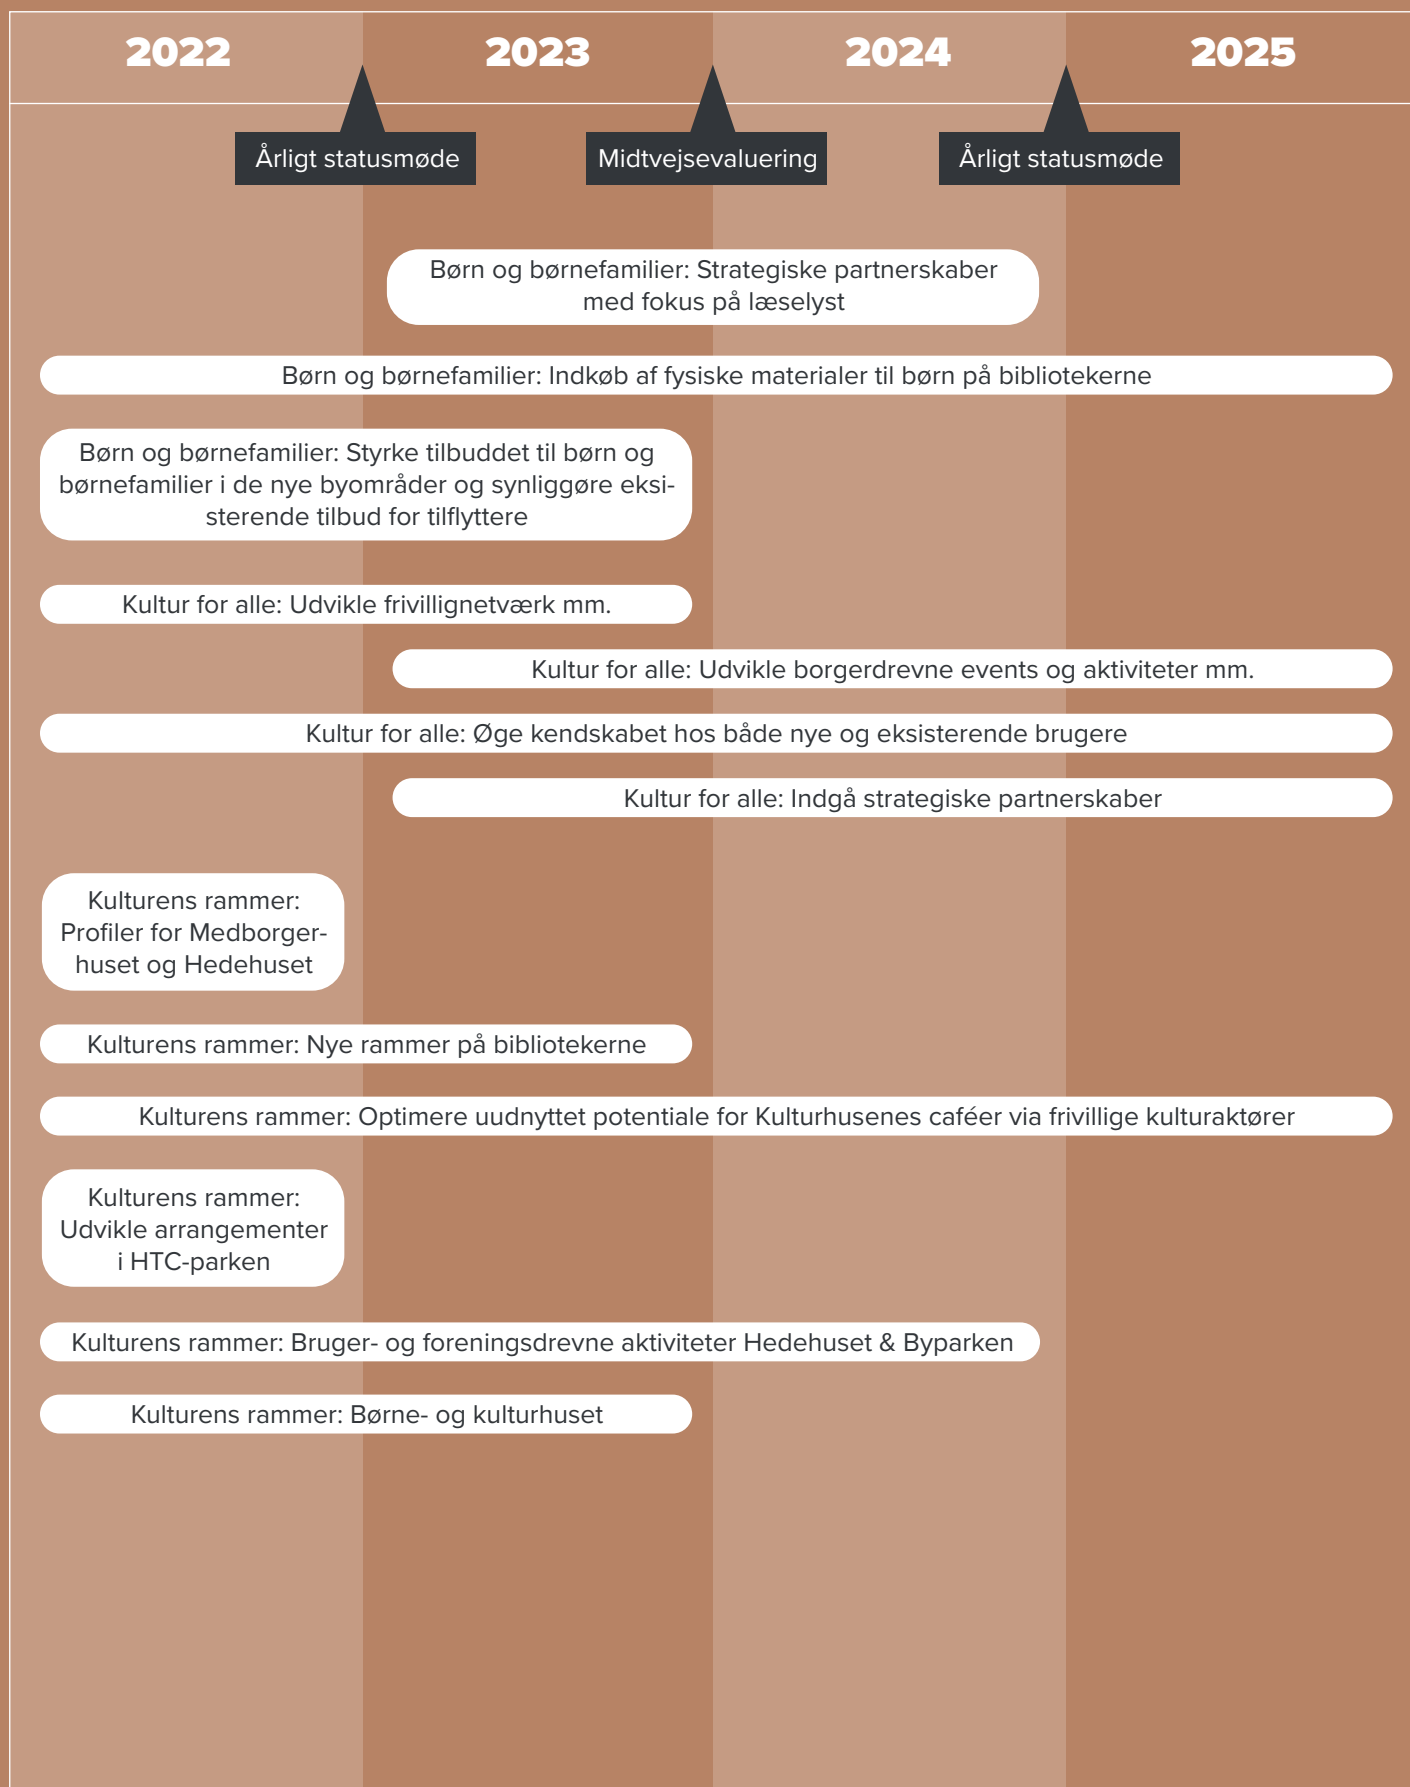 2022 2023 2024 2025
Årligt statusmøde Midtvejsevaluering Årligt statusmøde
Børn og børnefamilier: Strategiske partnerskaber
med fokus på læselyst
Børn og børnefamilier: Indkøb af fysiske materialer til børn på bibliotekerne
Børn og børnefamilier: Styrke tilbuddet til børn og
børnefamilier i de nye byområder og synliggøre eksi-
sterende tilbud for tilflyttere
Kultur for alle: Udvikle frivillignetværk mm.
Kultur for alle: Udvikle borgerdrevne events og aktiviteter mm.
Kultur for alle: Øge kendskabet hos både nye og eksisterende brugere
Kultur for alle: Indgå strategiske partnerskaber
Kulturens rammer:
Profiler for Medborger-
huset og Hedehuset
Kulturens rammer: Nye rammer på bibliotekerne
Kulturens rammer: Optimere uudnyttet potentiale for Kulturhusenes caféer via frivillige kulturaktører
Kulturens rammer:
Udvikle arrangementer
i HTC-parken
Kulturens rammer: Bruger- og foreningsdrevne aktiviteter Hedehuset & Byparken
Kulturens rammer: Børne- og kulturhuset